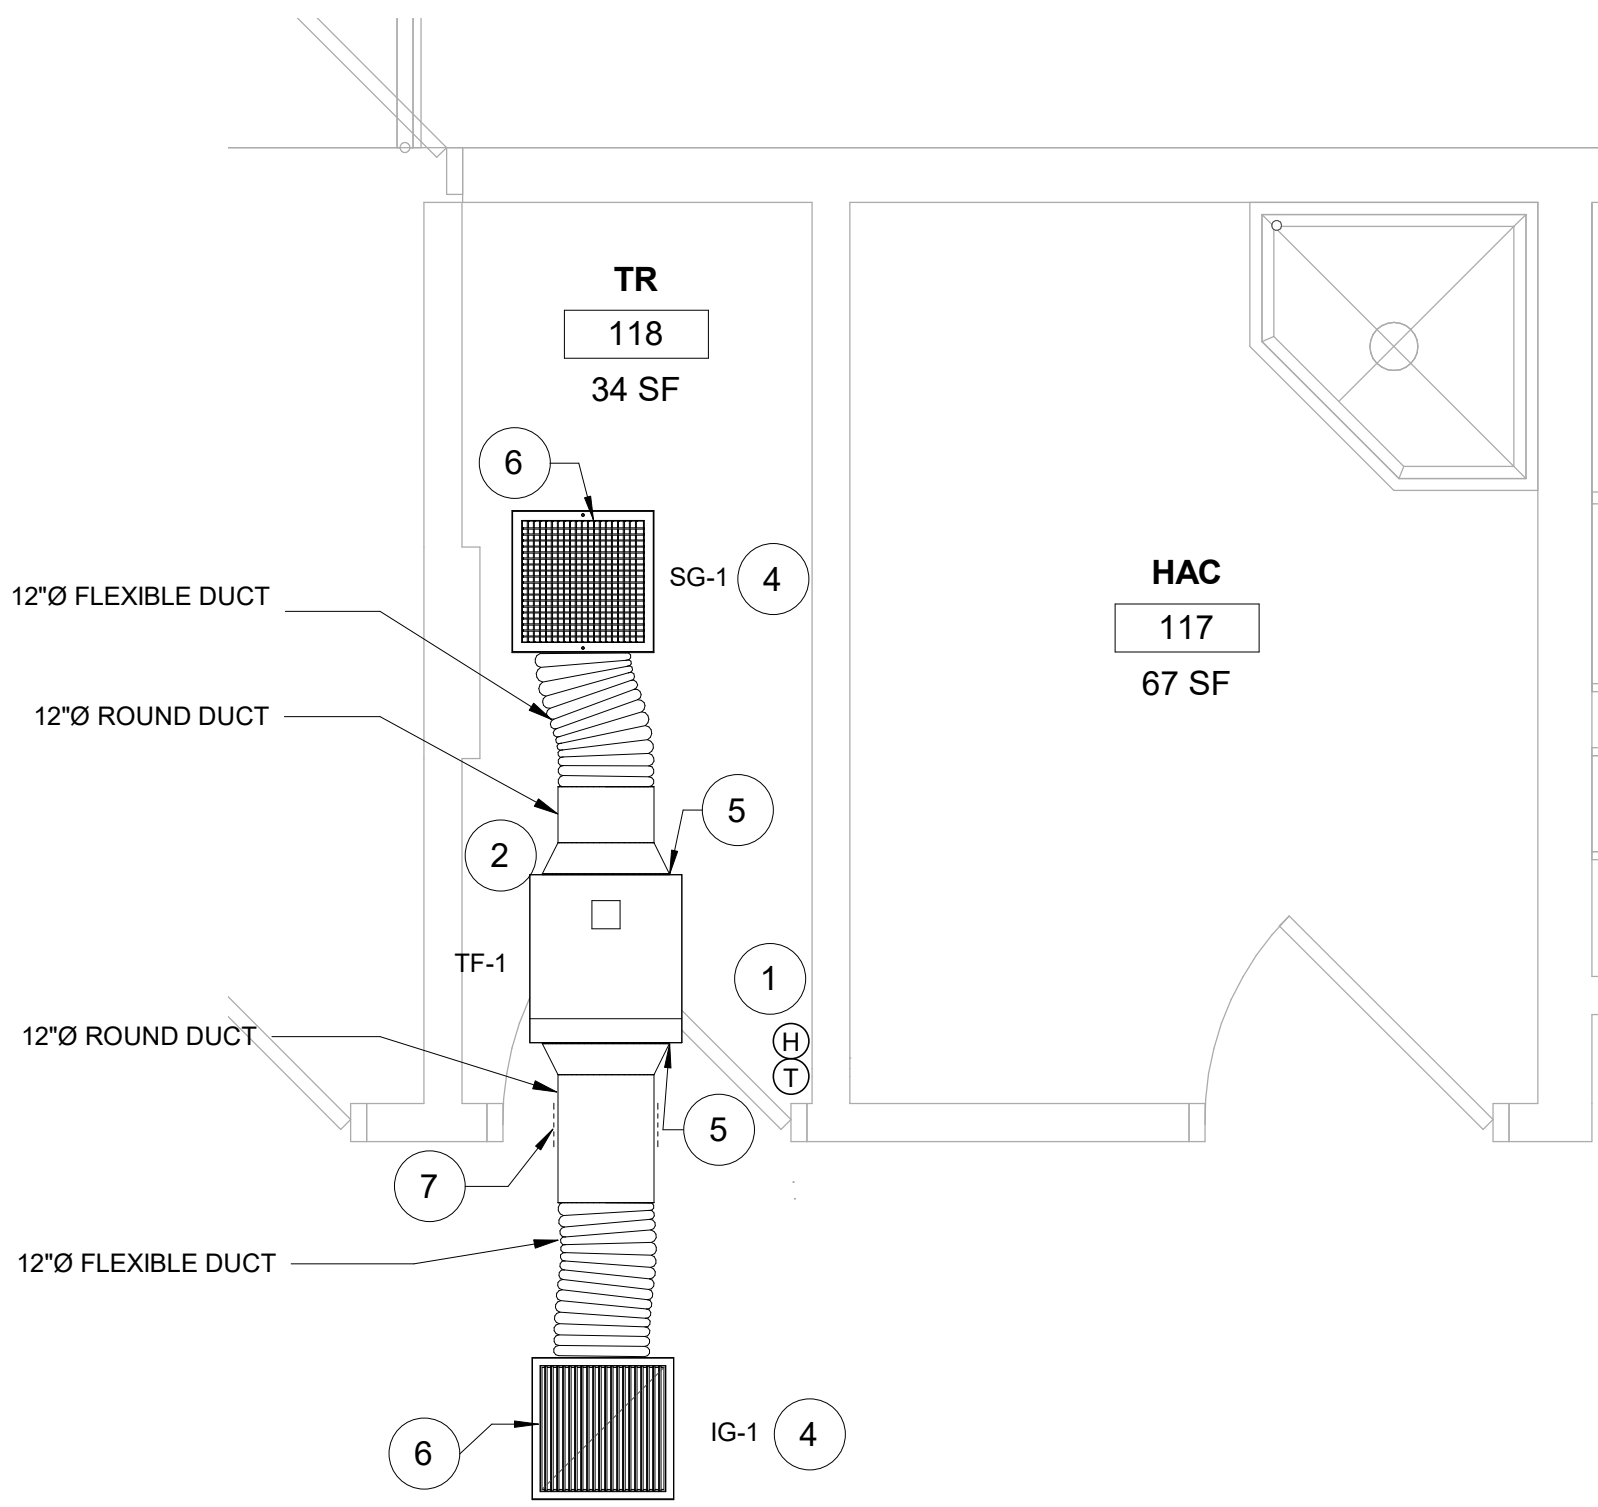 TR
118
34 SF
6
SG-1
4
12"Ø FLEXIBLE DUCT
HAC
117
67 SF
12"Ø ROUND DUCT
5
2
TF-1
1
12"Ø ROUND DUCT
H
T
5
7
12"Ø FLEXIBLE DUCT
6
IG-1
4